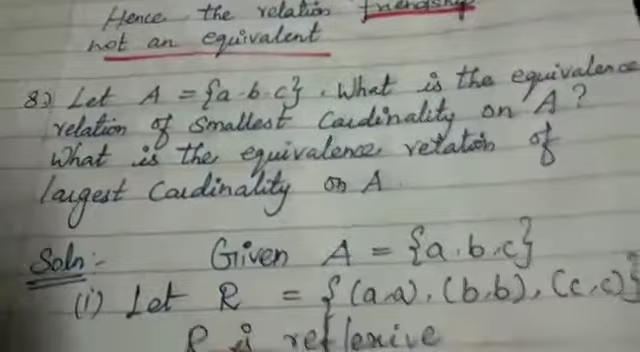 Hence the relation friendship
not an equivalent
8) Let A = {a.b.c}. What is the equivalence
relation of smallest cardinality on A?
What is the equivalence relation of
largest cardinality on A.
Soln:- Given A = {a.b.c}
(i) Let R = {(a,a), (b,b), (c,c)}
R is reflexive